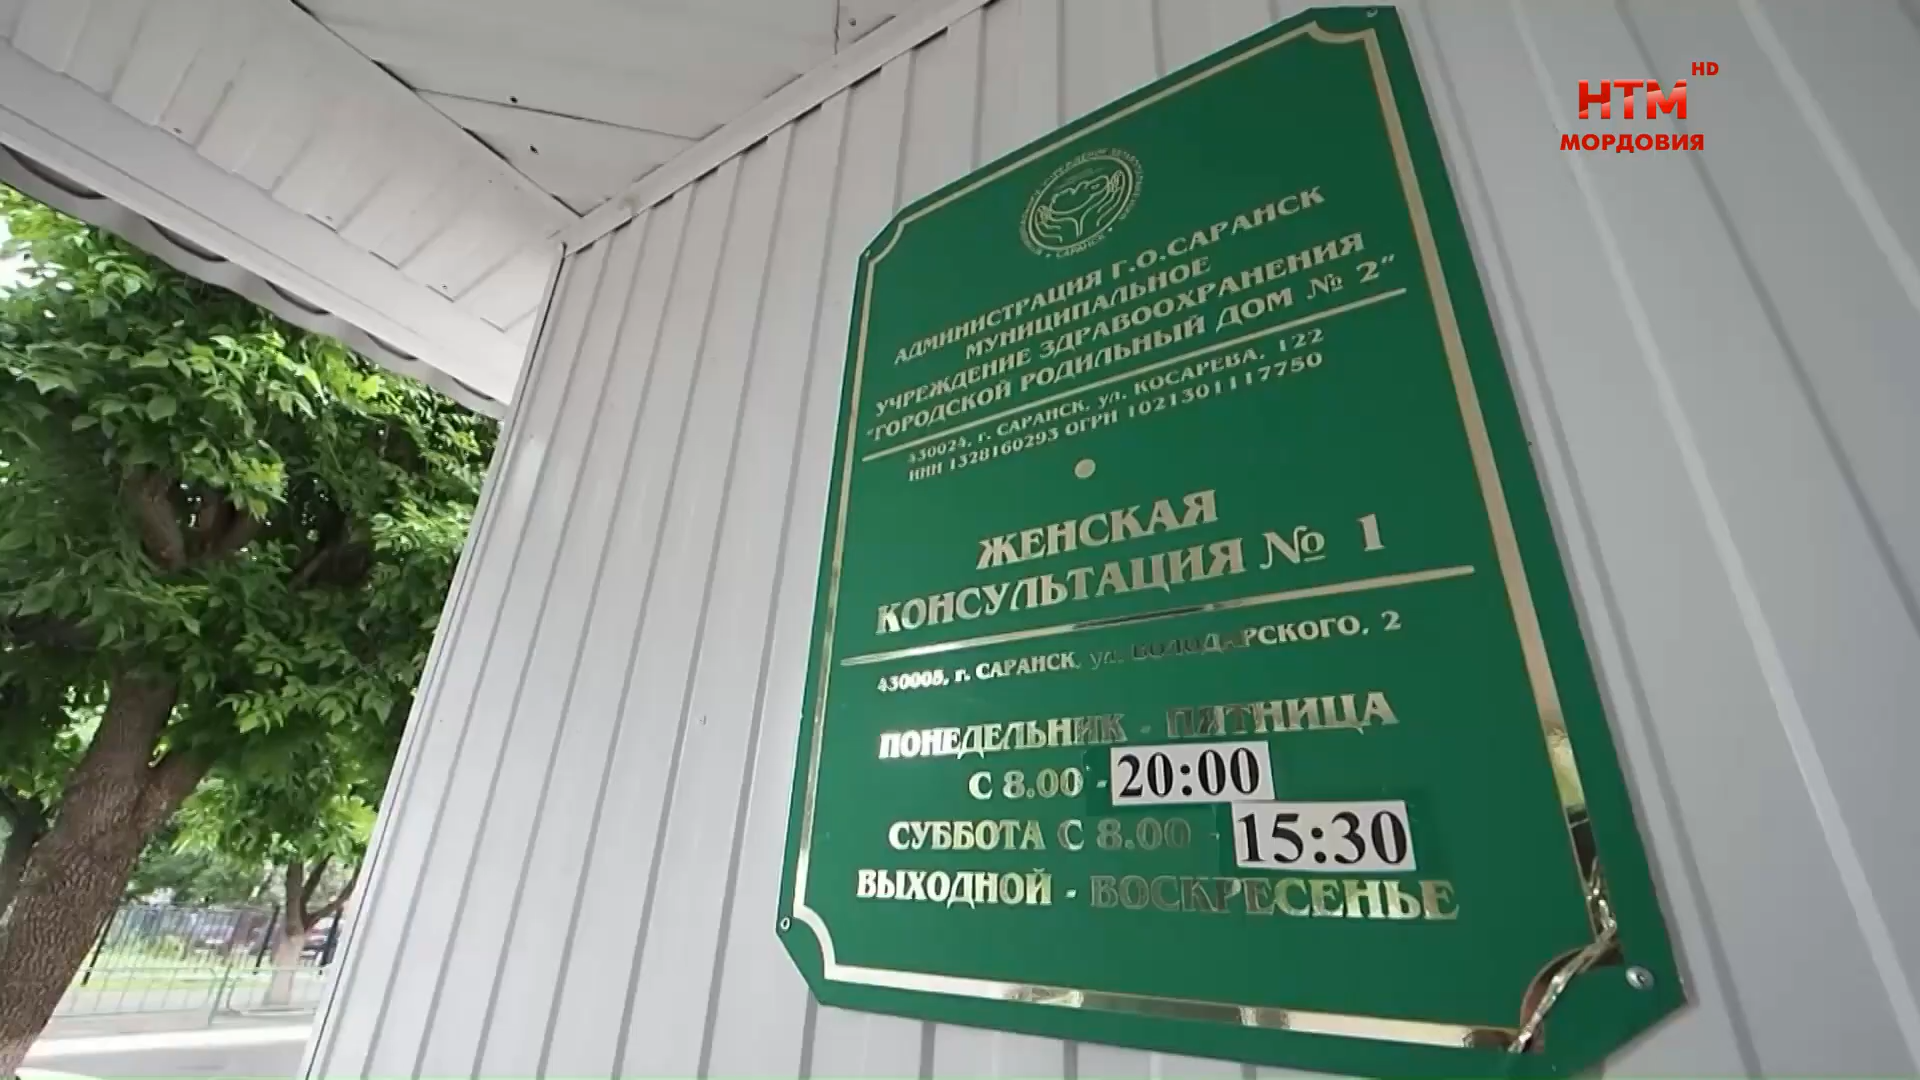 HD
НТМ
МОРДОВИЯ
САРАНСК
АДМИНИСТРАЦИЯ Г.О.САРАНСК
МУНИЦИПАЛЬНОЕ
УЧРЕЖДЕНИЕ ЗДРАВООХРАНЕНИЯ
"ГОРОДСКОЙ РОДИЛЬНЫЙ ДОМ № 2"
430024, г. САРАНСК, ул. КОСАРЕВА, 122
ИНН 1328160293 ОГРН 1021301117750
ЖЕНСКАЯ
КОНСУЛЬТАЦИЯ № 1
430005, г. САРАНСК, ул. ВОЛОДАРСКОГО, 2
ПОНЕДЕЛЬНИК - ПЯТНИЦА
С 8.00 - 20:00
СУББОТА С 8.00 - 15:30
ВЫХОДНОЙ - ВОСКРЕСЕНЬЕ